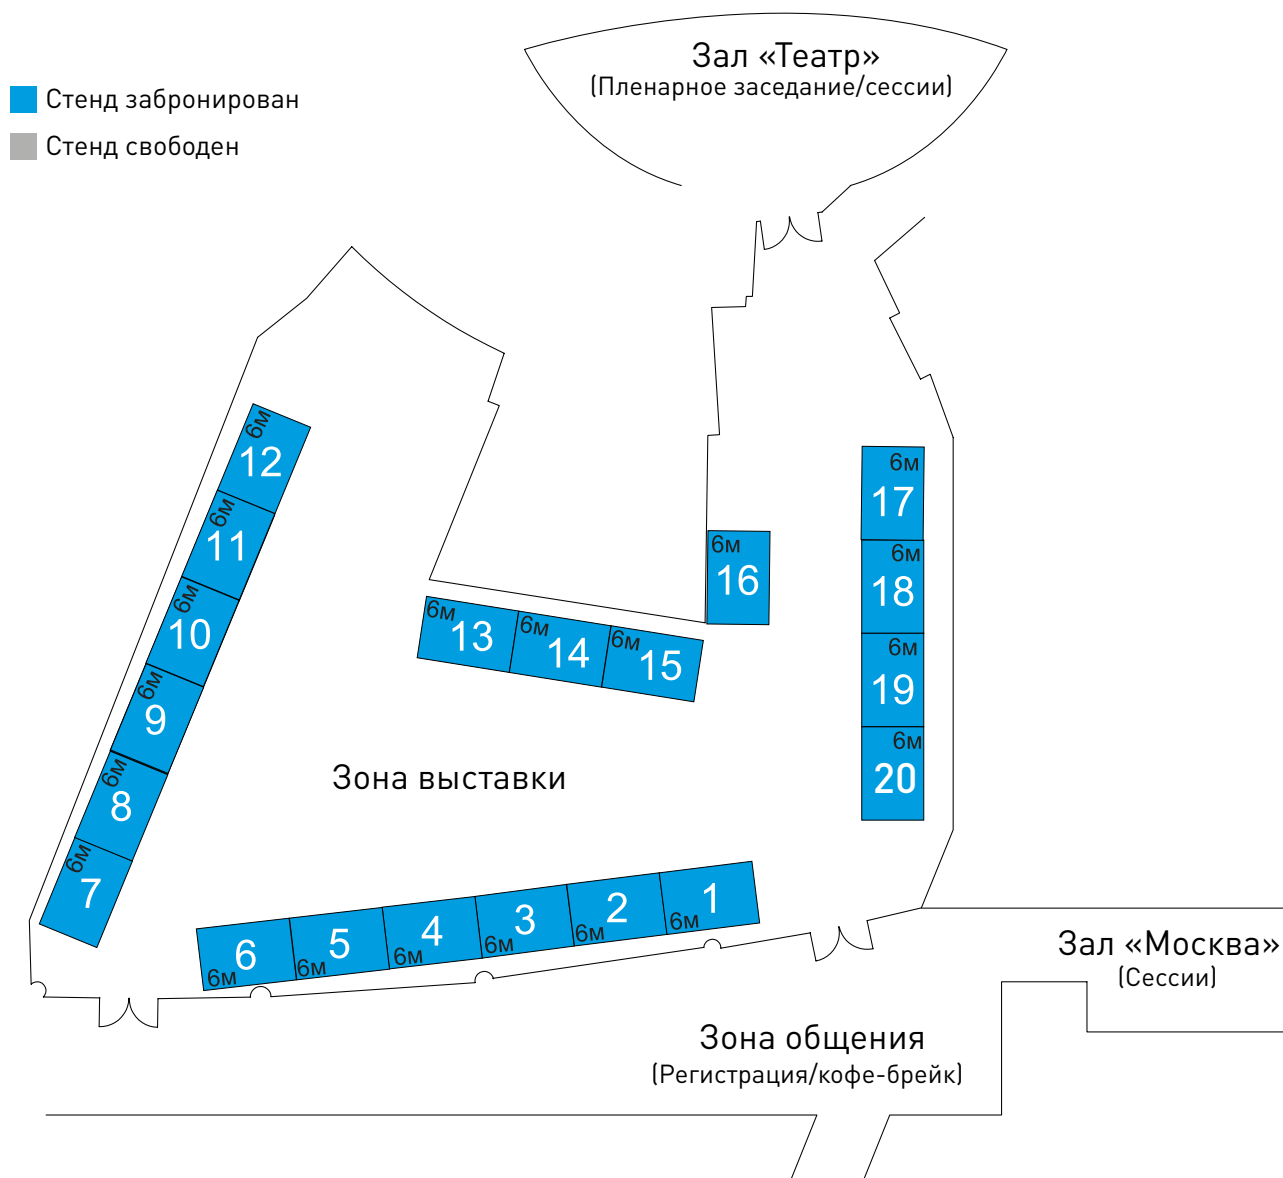 Зал «Театр»
(Пленарное заседание/сессии)
Стенд забронирован
Стенд свободен
6м
12
6м
11
6м
10
6м
9
6м
8
6м
7
6м
13
6м
14
6м
15
6м
16
6м
17
6м
18
6м
19
6м
20
Зона выставки
6
6м
5
6м
4
6м
3
6м
2
6м
1
6м
Зал «Москва»
(Сессии)
Зона общения
(Регистрация/кофе-брейк)